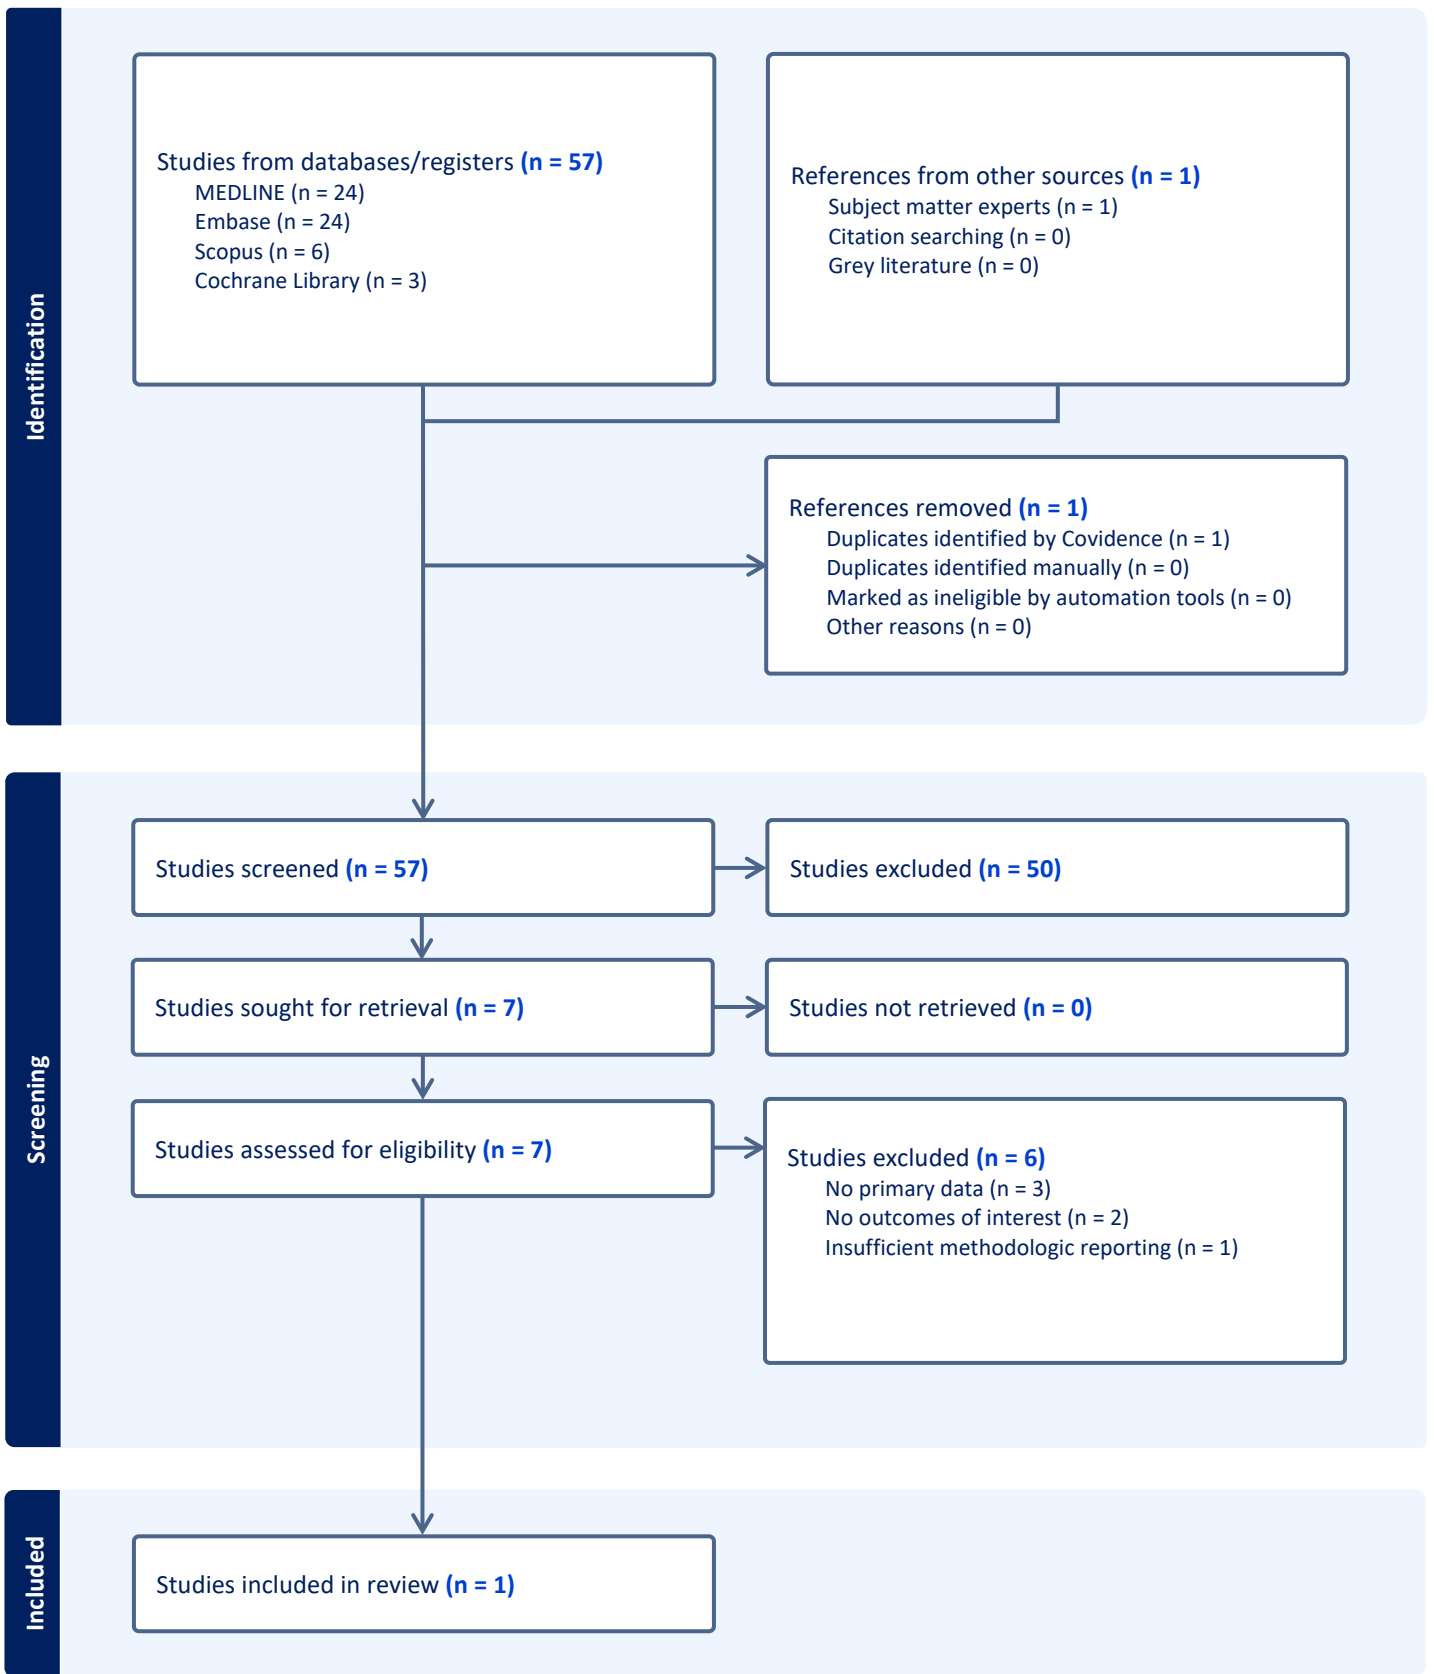 Identification
Studies from databases/registers (n = 57)
MEDLINE (n = 24)
Embase (n = 24)
Scopus (n = 6)
Cochrane Library (n = 3)
References from other sources (n = 1)
Subject matter experts (n = 1)
Citation searching (n = 0)
Grey literature (n = 0)
References removed (n = 1)
Duplicates identified by Covidence (n = 1)
Duplicates identified manually (n = 0)
Marked as ineligible by automation tools (n = 0)
Other reasons (n = 0)
Screening
Studies screened (n = 57)
Studies excluded (n = 50)
Studies sought for retrieval (n = 7)
Studies not retrieved (n = 0)
Studies assessed for eligibility (n = 7)
Studies excluded (n = 6)
No primary data (n = 3)
No outcomes of interest (n = 2)
Insufficient methodologic reporting (n = 1)
Included
Studies included in review (n = 1)